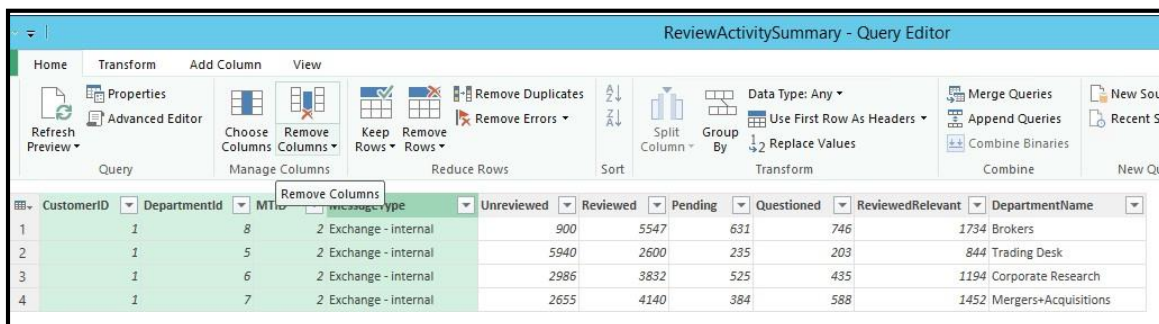 ReviewActivitySummary - Query Editor
Home Transform Add Column View
Refresh Preview
Properties
Advanced Editor
Query
Choose Columns
Remove Columns
Manage Columns
Keep Rows
Remove Rows
Remove Duplicates
Remove Errors
Reduce Rows
A Z
Z A
Sort
Split Column
Group By
Data Type: Any
Use First Row As Headers
1 2 Replace Values
Transform
Merge Queries
Append Queries
Combine Binaries
Combine
New Sou
Recent S
New Qu
Remove Columns
CustomerID DepartmentId Unreviewed Reviewed Pending Questioned ReviewedRelevant DepartmentName
1 1 8 2 Exchange - internal 900 5547 631 746 1734 Brokers
2 1 5 2 Exchange - internal 5940 2600 235 203 844 Trading Desk
3 1 6 2 Exchange - internal 2986 3832 525 435 1194 Corporate Research
4 1 7 2 Exchange - internal 2655 4140 384 588 1452 Mergers+Acquisitions